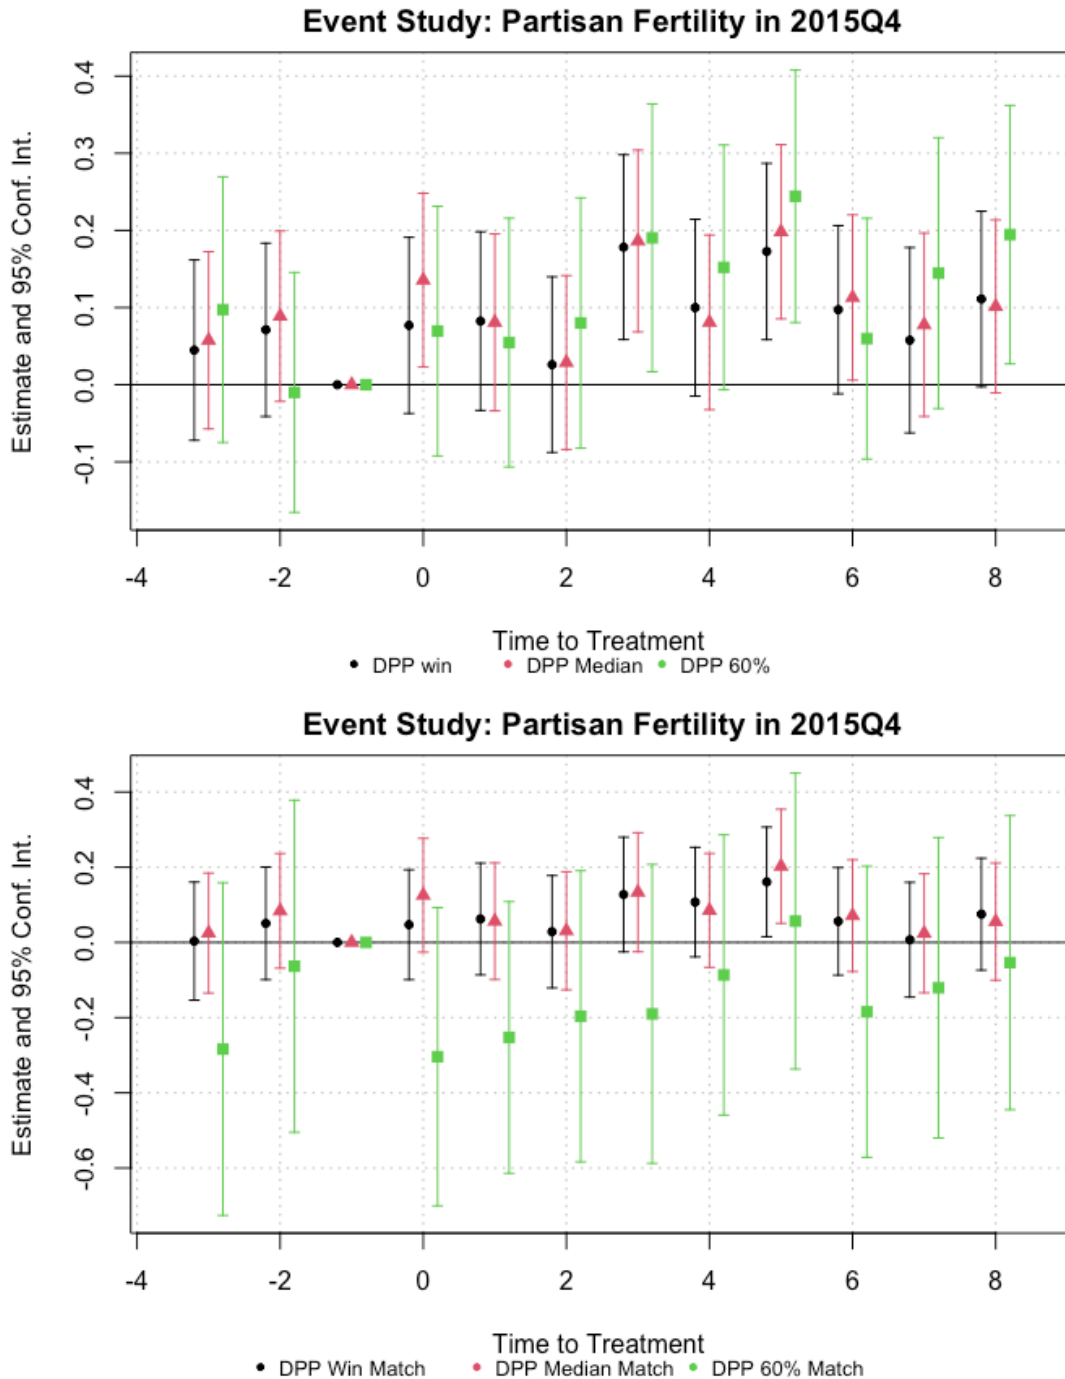 Event Study: Partisan Fertility in 2015Q4
Estimate and 95% Conf. Int.
0.4
0.3
0.2
0.1
0.0
-0.1
-4 -2 0 2 4 6 8
Time to Treatment
DPP win DPP Median DPP 60%
Event Study: Partisan Fertility in 2015Q4
Estimate and 95% Conf. Int.
0.4
0.2
0.0
-0.2
-0.4
-0.6
-4 -2 0 2 4 6 8
Time to Treatment
DPP Win Match DPP Median Match DPP 60% Match